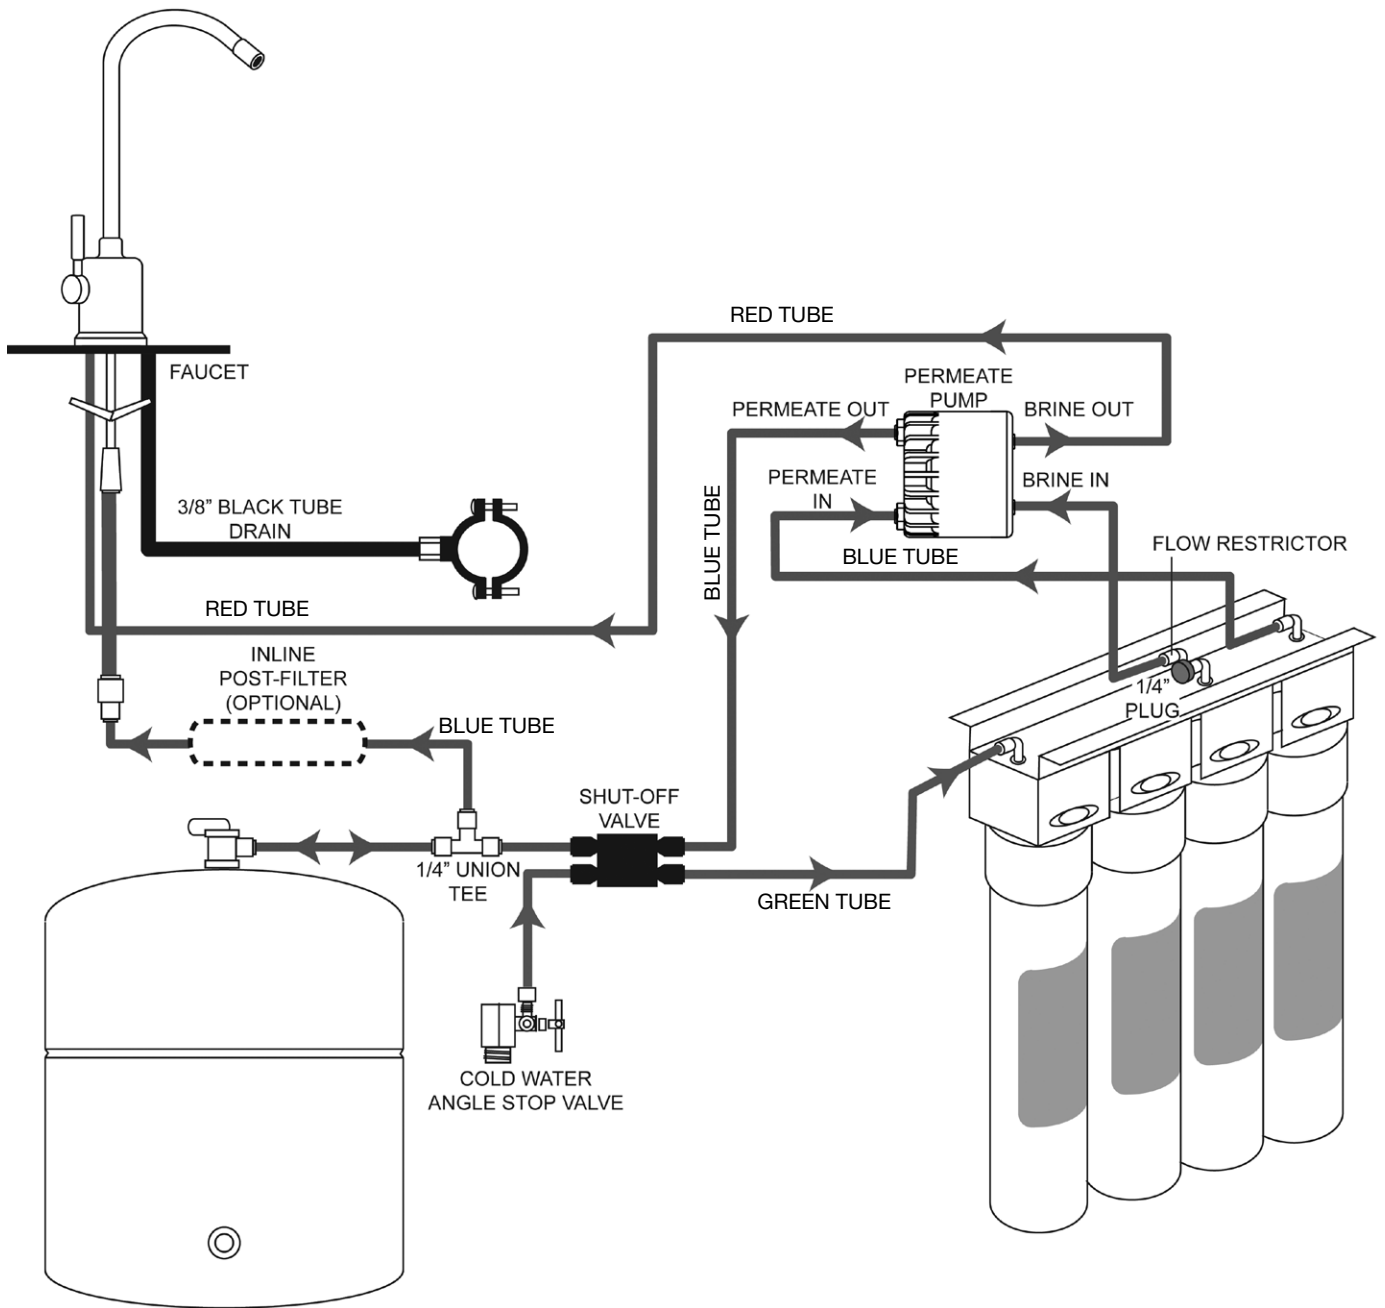 RED TUBE
FAUCET
PERMEATE
PUMP
PERMEATE OUT
BRINE OUT
PERMEATE
IN
BRINE IN
3/8” BLACK TUBE
DRAIN
BLUE TUBE
BLUE TUBE
FLOW RESTRICTOR
RED TUBE
INLINE
POST-FILTER
(OPTIONAL)
1/4”
PLUG
BLUE TUBE
SHUT-OFF
VALVE
1/4” UNION
TEE
GREEN TUBE
COLD WATER
ANGLE STOP VALVE